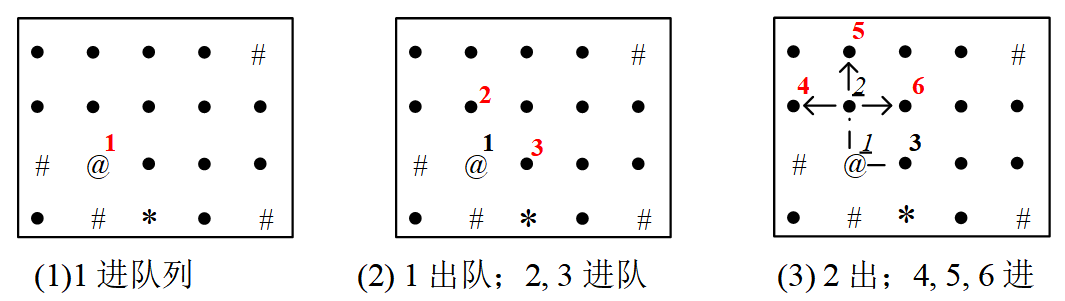 ● ● ● ● #
● ● ● ● ●
# @ 1 ● ● ●
● # * ● #
(1)1 进队列
● ● ● ● #
● ● 2 ● ● ●
# @ 1 ● 3 ● ●
● # * ● #
(2) 1 出队；2, 3 进队
● ● 5 ● ● #
4 ● ● 2 ● 6 ● ●
# @ 1 ● 3 ● ●
● # * ● #
(3) 2 出；4, 5, 6 进